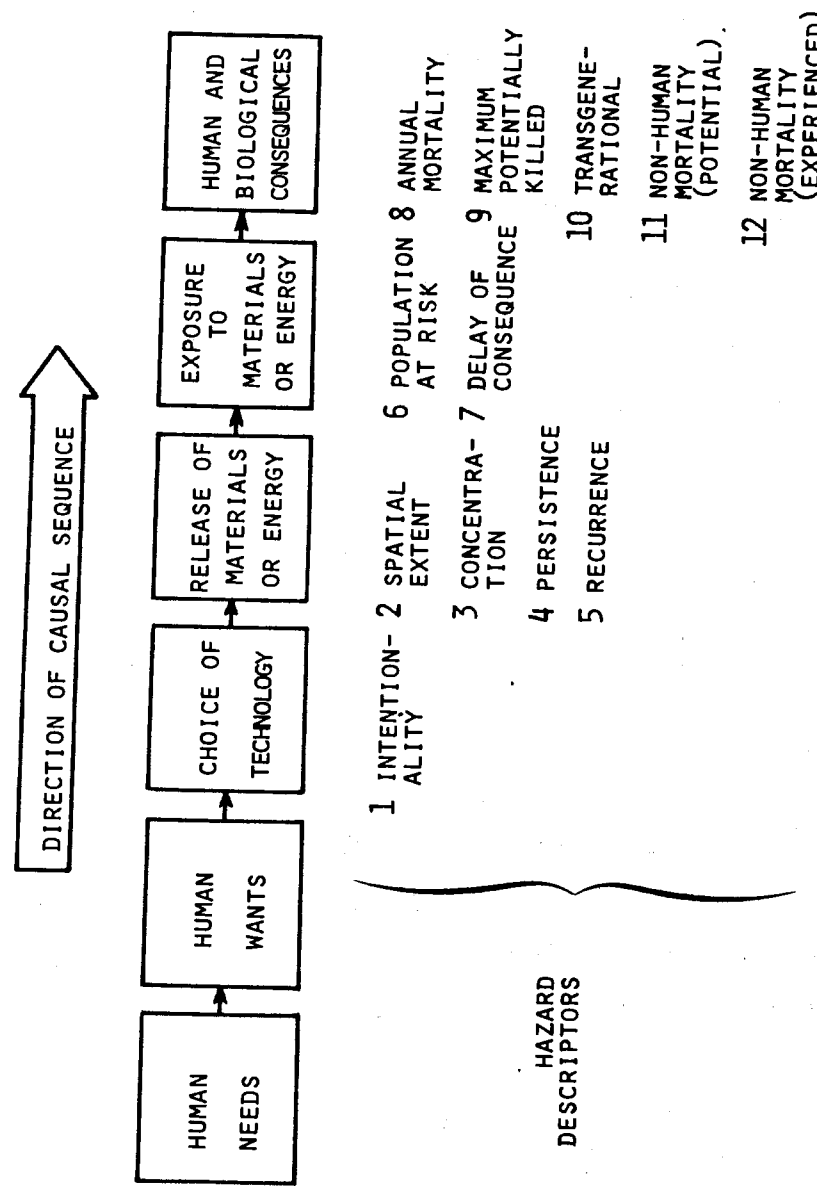 DIRECTION OF CAUSAL SEQUENCE
HUMAN
NEEDS
HUMAN
WANTS
CHOICE OF
TECHNOLOGY
RELEASE OF
MATERIALS
OR ENERGY
EXPOSURE
TO
MATERIALS
OR ENERGY
HUMAN AND
BIOLOGICAL
CONSEQUENCES
HAZARD
DESCRIPTORS
1 INTENTION-
ALITY
2 SPATIAL
EXTENT
3 CONCENTRA-
TION
4 PERSISTENCE
5 RECURRENCE
6 POPULATION
AT RISK
7 DELAY OF
CONSEQUENCE
8 ANNUAL
MORTALITY
9 MAXIMUM
POTENTIALLY
KILLED
10 TRANSGENE-
RATIONAL
11 NON-HUMAN
MORTALITY
(POTENTIAL).
12 NON-HUMAN
MORTALITY
(EXPERIENCED)